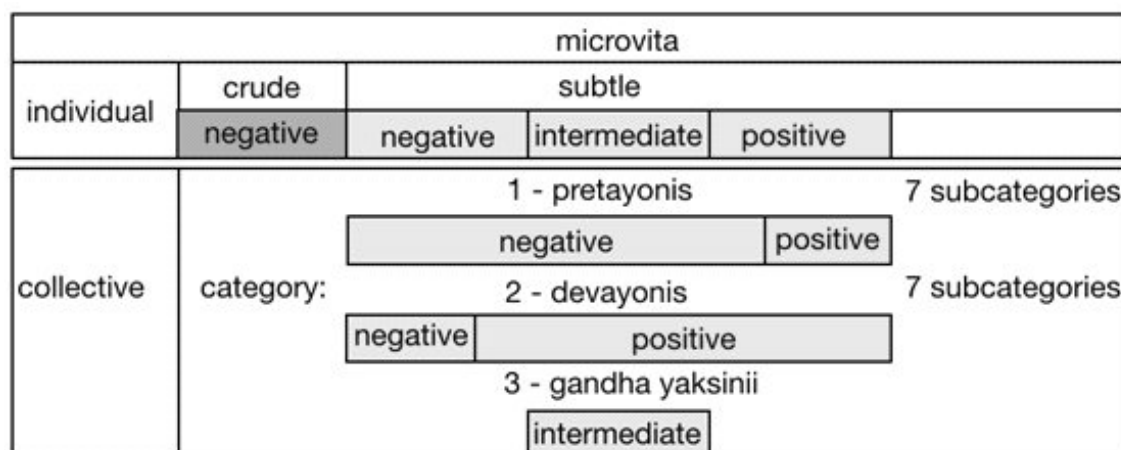 microvita
individual crude subtle
negative negative intermediate positive
1 - pretayonis 7 subcategories
negative positive
collective category: 2 - devayonis 7 subcategories
negative positive
3 - gandha yaksinii
intermediate